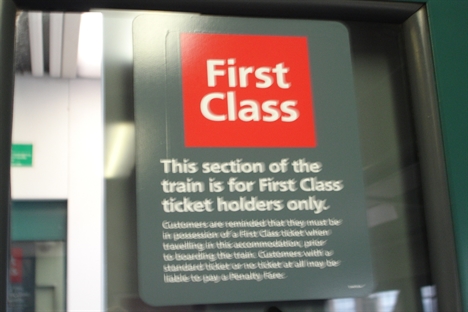 First
Class
This section of the
train is for First Class
ticket holders only.
Customers are reminded that they must be
in possession of a First Class ticket when
travelling in this accommodation, prior
to boarding the train. Customers with a
standard ticket or no ticket at all may be
liable to pay a Penalty Fare.